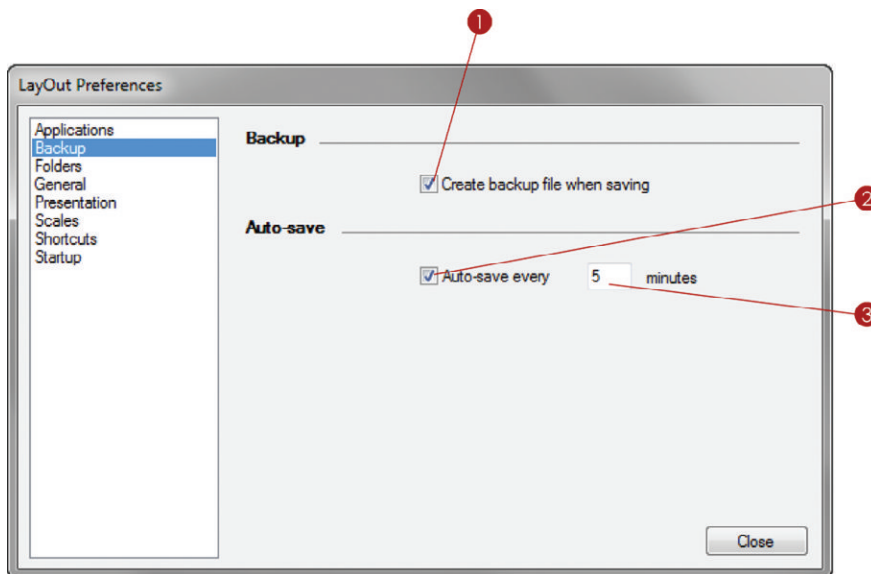 1
LayOut Preferences
Applications
Backup
Folders
General
Presentation
Scales
Shortcuts
Startup
Backup
Create backup file when saving
2
Auto-save
Auto-save every 5 minutes
3
Close